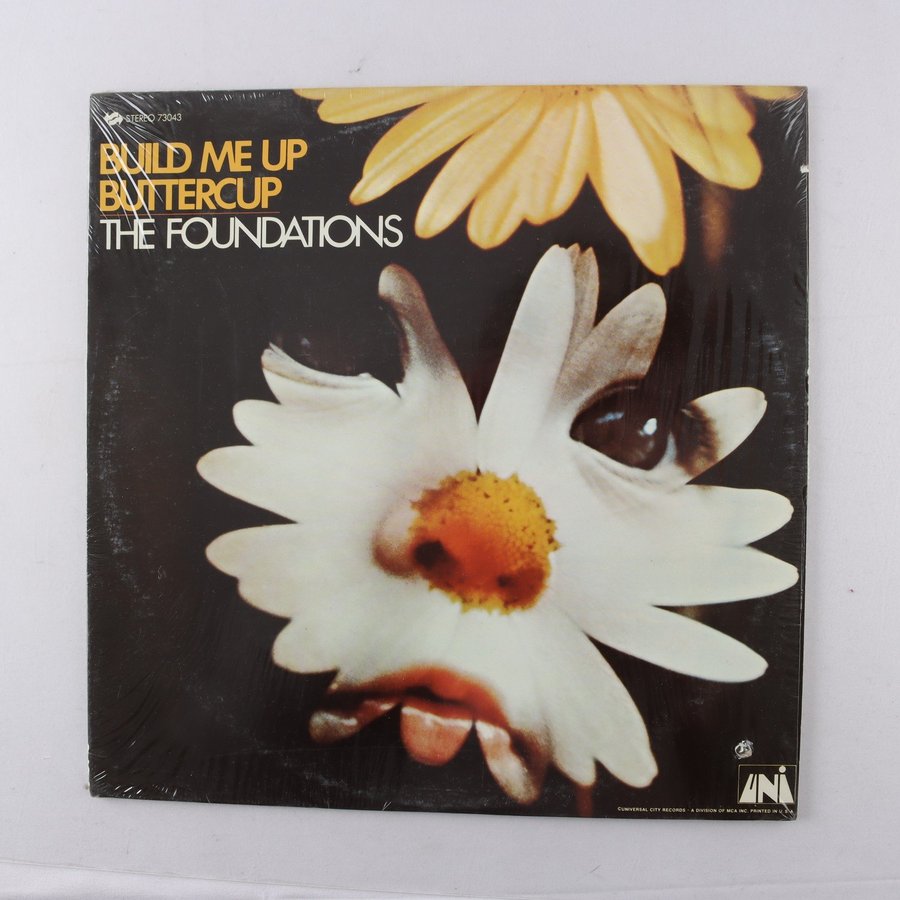 STEREO 73043
BUILD ME UP
BUTTERCUP
THE FOUNDATIONS
UNI
©UNIVERSAL CITY RECORDS - A DIVISION OF MCA INC. PRINTED IN U.S.A.